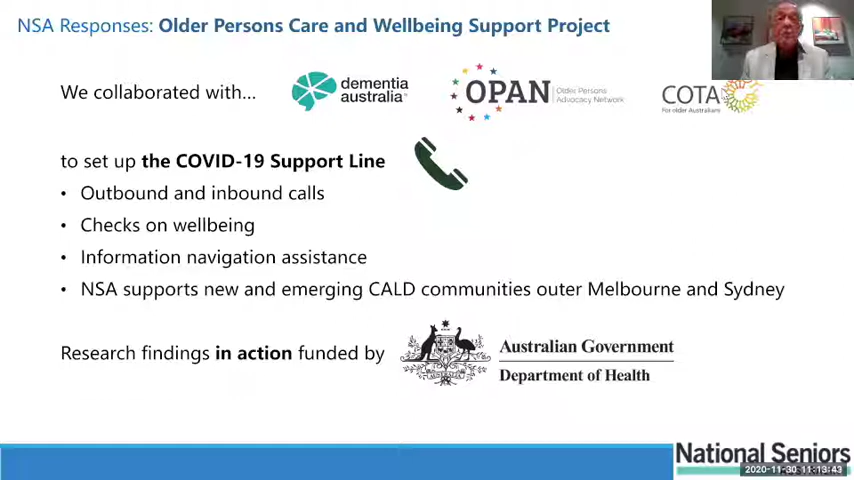 NSA Responses: Older Persons Care and Wellbeing Support Project
We collaborated with...
dementia
australia™
OPAN
Older Persons
Advocacy Network
COTA
For older Australians
to set up the COVID-19 Support Line
• Outbound and inbound calls
• Checks on wellbeing
• Information navigation assistance
• NSA supports new and emerging CALD communities outer Melbourne and Sydney
Research findings in action funded by
Australian Government
Department of Health
National Seniors
2020-11-30 11:13:43